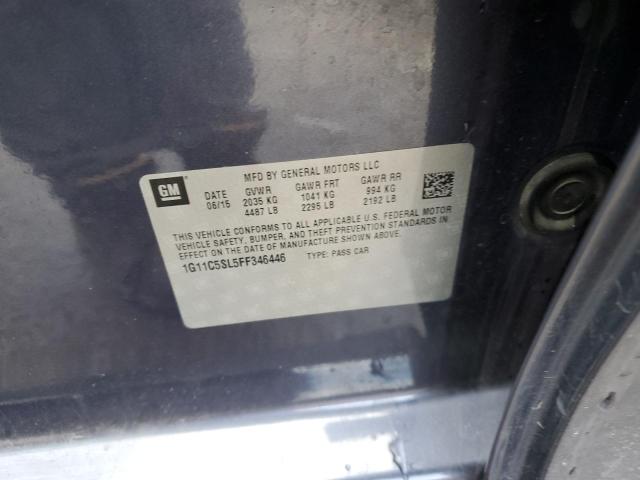 GM
MFD BY GENERAL MOTORS LLC
DATE GVWR GAWR FRT GAWR RR
06/15 2035 KG 1041 KG 994 KG
4487 LB 2295 LB 2192 LB
THIS VEHICLE CONFORMS TO ALL APPLICABLE U.S. FEDERAL MOTOR
VEHICLE SAFETY, BUMPER, AND THEFT PREVENTION STANDARDS IN
EFFECT ON THE DATE OF MANUFACTURE SHOWN ABOVE.
1G11C5SL5FF346446 TYPE: PASS CAR